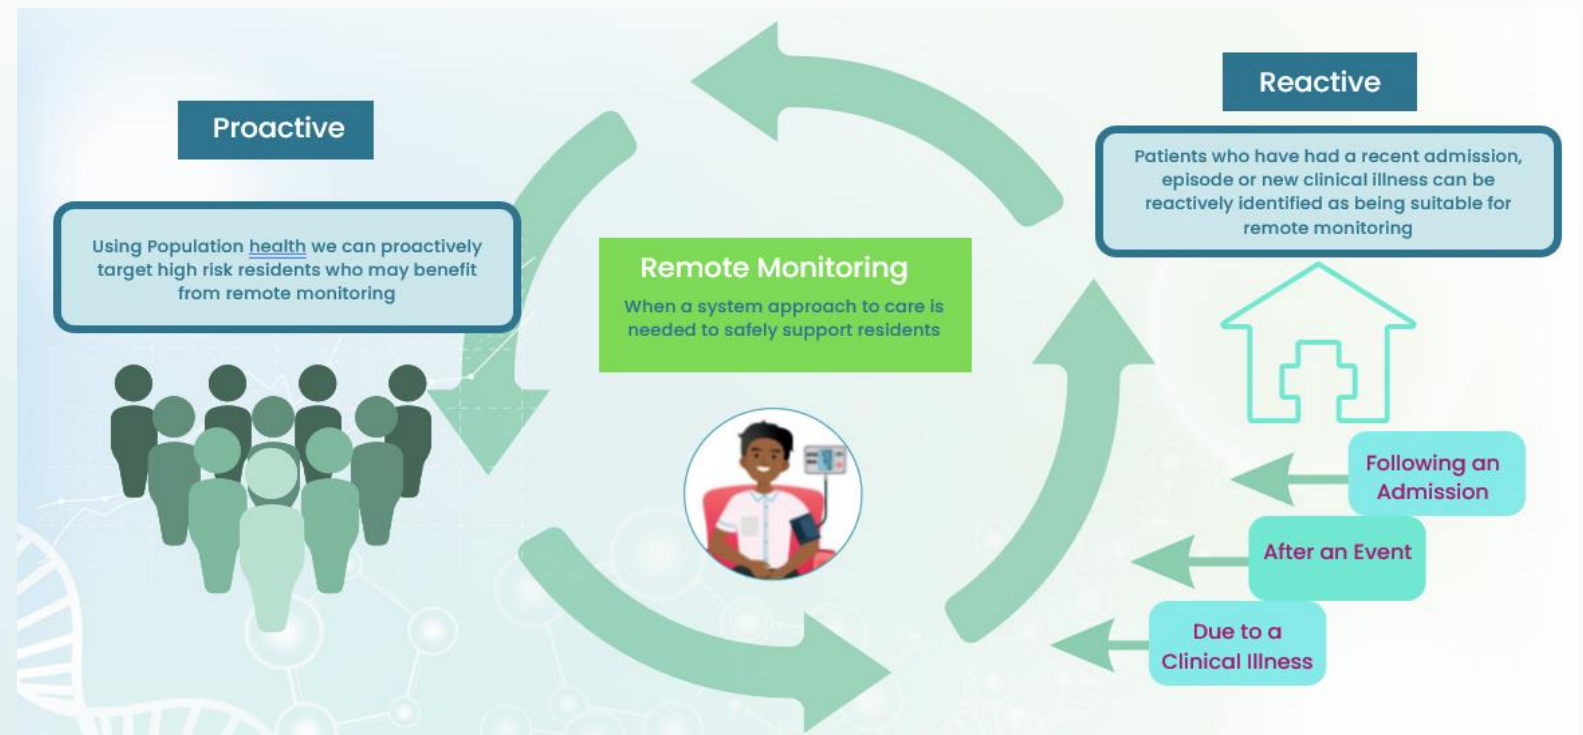 Proactive
Using Population health we can proactively
target high risk residents who may benefit
from remote monitoring
Remote Monitoring
When a system approach to care is
needed to safely support residents
Reactive
Patients who have had a recent admission,
episode or new clinical illness can be
reactively identified as being suitable for
remote monitoring
Following an
Admission
After an Event
Due to a
Clinical Illness